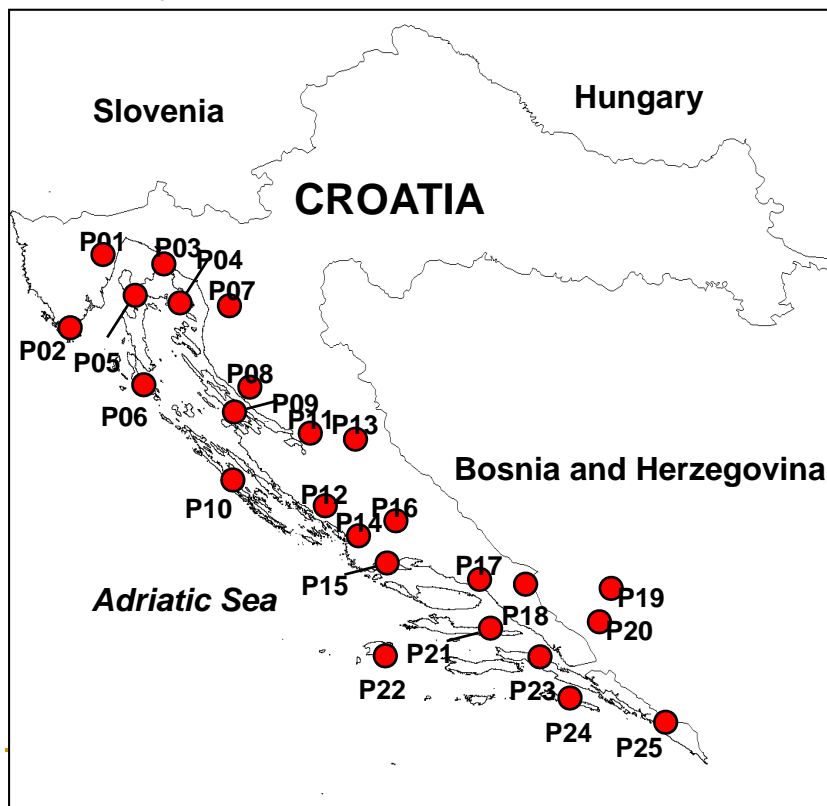 Hungary
Slovenia
CROATIA
P01
P03
P04
P07
P02
P05
P06
P08
P09
P11
P13
Bosnia and Herzegovina
P10
P12
P16
P14
P15
P17
Adriatic Sea
P18
P19
P20
P21
P22
P23
P24
P25